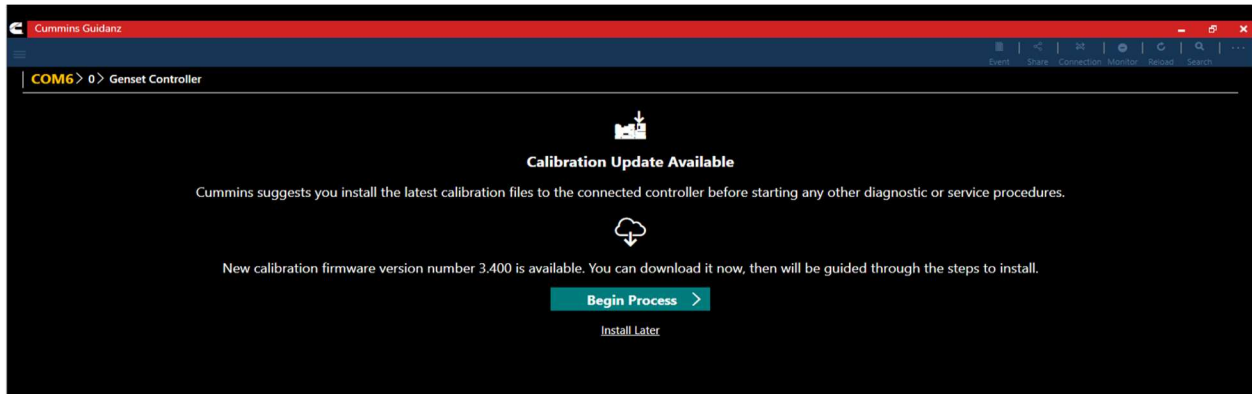 Cummins Guidanz
Event | Share | Connection | Monitor | Reload | Search | ...
COM6 > 0 > Genset Controller
Calibration Update Available
Cummins suggests you install the latest calibration files to the connected controller before starting any other diagnostic or service procedures.
New calibration firmware version number 3.400 is available. You can download it now, then will be guided through the steps to install.
Begin Process >
Install Later